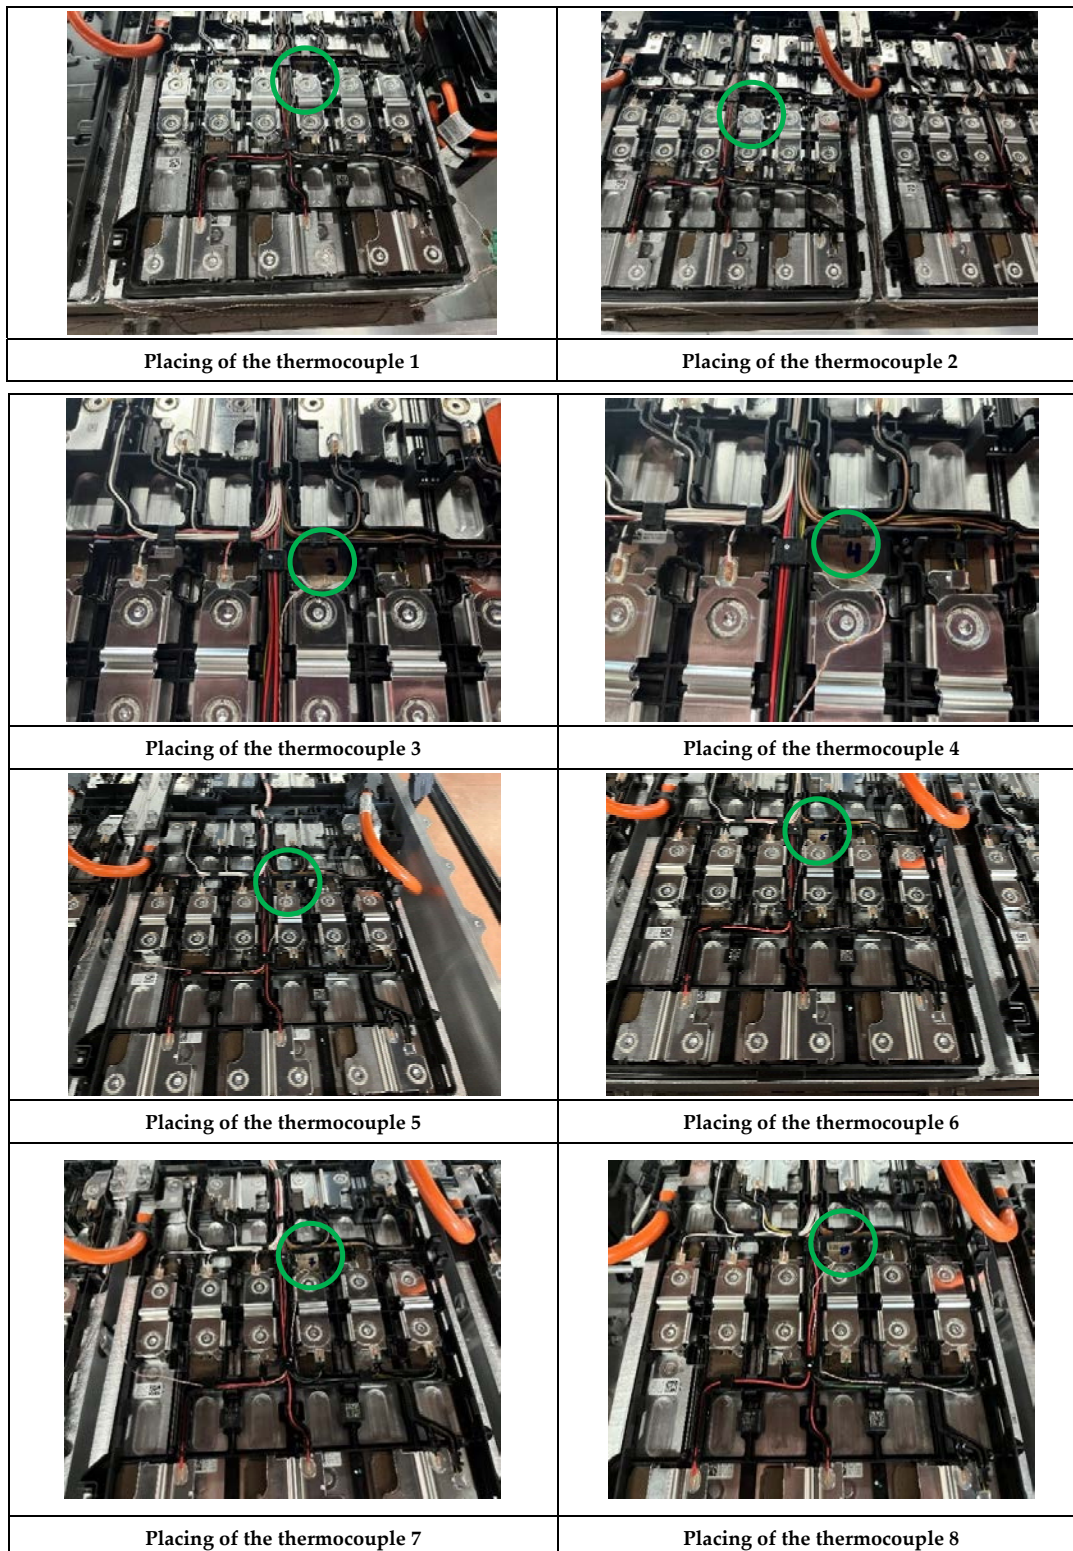 Placing of the thermocouple 1
Placing of the thermocouple 2
3
4
Placing of the thermocouple 3
Placing of the thermocouple 4
Placing of the thermocouple 5
Placing of the thermocouple 6
8
Placing of the thermocouple 7
Placing of the thermocouple 8